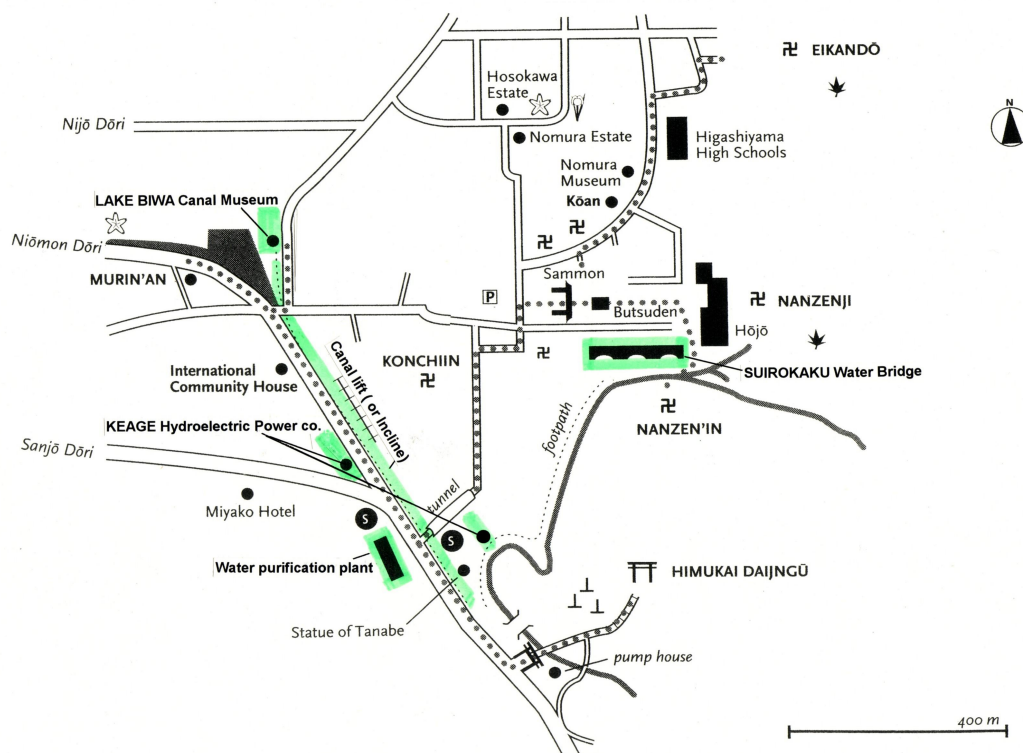 EIKANDŌ
N
Hosokawa
Estate
Nijō Dōri
Nomura Estate
Higashiyama
High Schools
Nomura
Museum
Kōan
LAKE BIWA Canal Museum
Niōmon Dōri
MURIN'AN
Sammon
P
Butsuden
NANZENJI
Hōjō
KONCHIIN
Canal lift ( or Incline)
International
Community House
SUIROKAKU Water Bridge
NANZEN'IN
KEAGE Hydroelectric Power co.
footpath
Sanjō Dōri
tunnel
Miyako Hotel
S
S
Water purification plant
HIMUKAI DAIJNGŪ
Statue of Tanabe
pump house
400 m